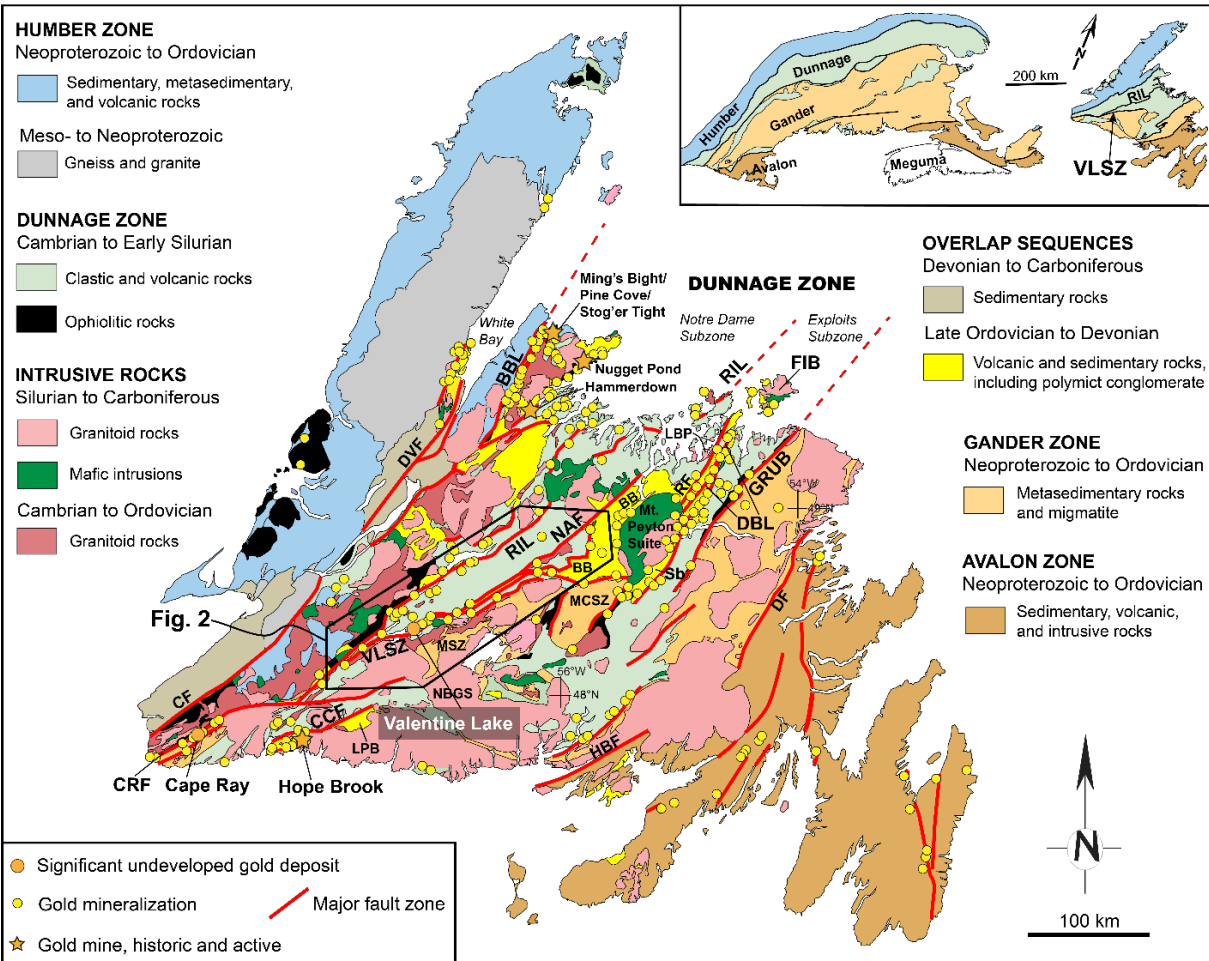 HUMBER ZONE
Neoproterozoic to Ordovician
Sedimentary, metasedimentary,
and volcanic rocks
Meso- to Neoproterozoic
Gneiss and granite
DUNNAGE ZONE
Cambrian to Early Silurian
Clastic and volcanic rocks
Ophiolitic rocks
INTRUSIVE ROCKS
Silurian to Carboniferous
Granitoid rocks
Mafic intrusions
Cambrian to Ordovician
Granitoid rocks
Dunnage
Humber
Gander
Avalon
Meguma
N
200 km
RIL
VLSZ
OVERLAP SEQUENCES
Devonian to Carboniferous
Sedimentary rocks
Late Ordovician to Devonian
Volcanic and sedimentary rocks,
including polymict conglomerate
GANDER ZONE
Neoproterozoic to Ordovician
Metasedimentary rocks
and migmatite
AVALON ZONE
Neoproterozoic to Ordovician
Sedimentary, volcanic,
and intrusive rocks
Ming's Bight/
Pine Cove/
Stog'er Tight
DUNNAGE ZONE
White
Bay
Notre Dame
Subzone
Exploits
Subzone
BBL
Nugget Pond
Hammerdown
RIL
FIB
LBP
DVF
GRUB
RF
BB
54°W
49°N
DBL
NAF
Mt.
Peyton
Suite
RIL
BB
Sb
MCSZ
DF
Fig. 2
VLSZ
MSZ
56°W
48°N
NBGS
CF
CCF
Valentine Lake
LPB
HBF
CRF
Cape Ray
Hope Brook
Significant undeveloped gold deposit
Gold mineralization
Major fault zone
Gold mine, historic and active
N
100 km